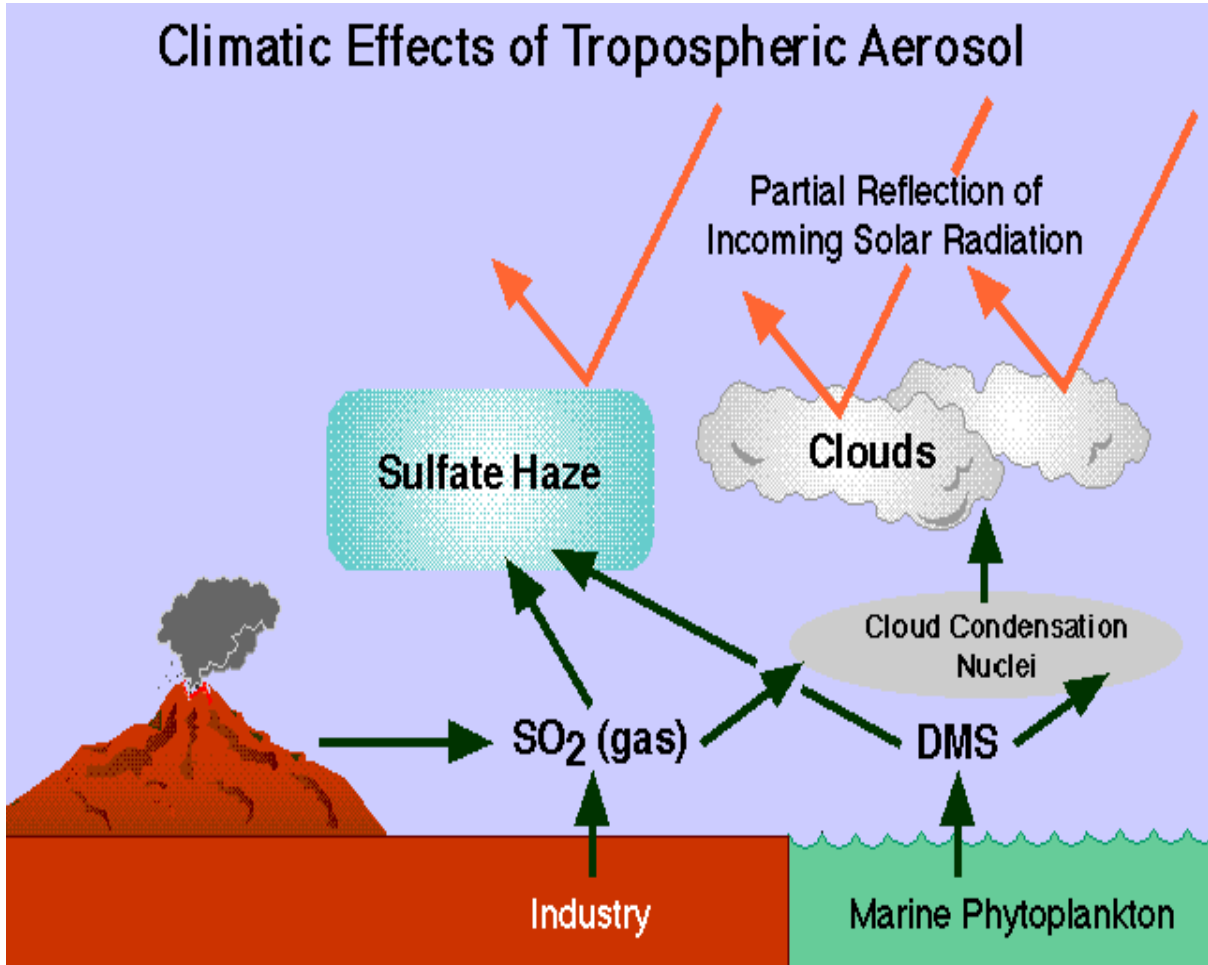 Climatic Effects of Tropospheric Aerosol
Partial Reflection of
Incoming Solar Radiation
Sulfate Haze
Clouds
Cloud Condensation
Nuclei
SO₂ (gas)
DMS
Industry
Marine Phytoplankton